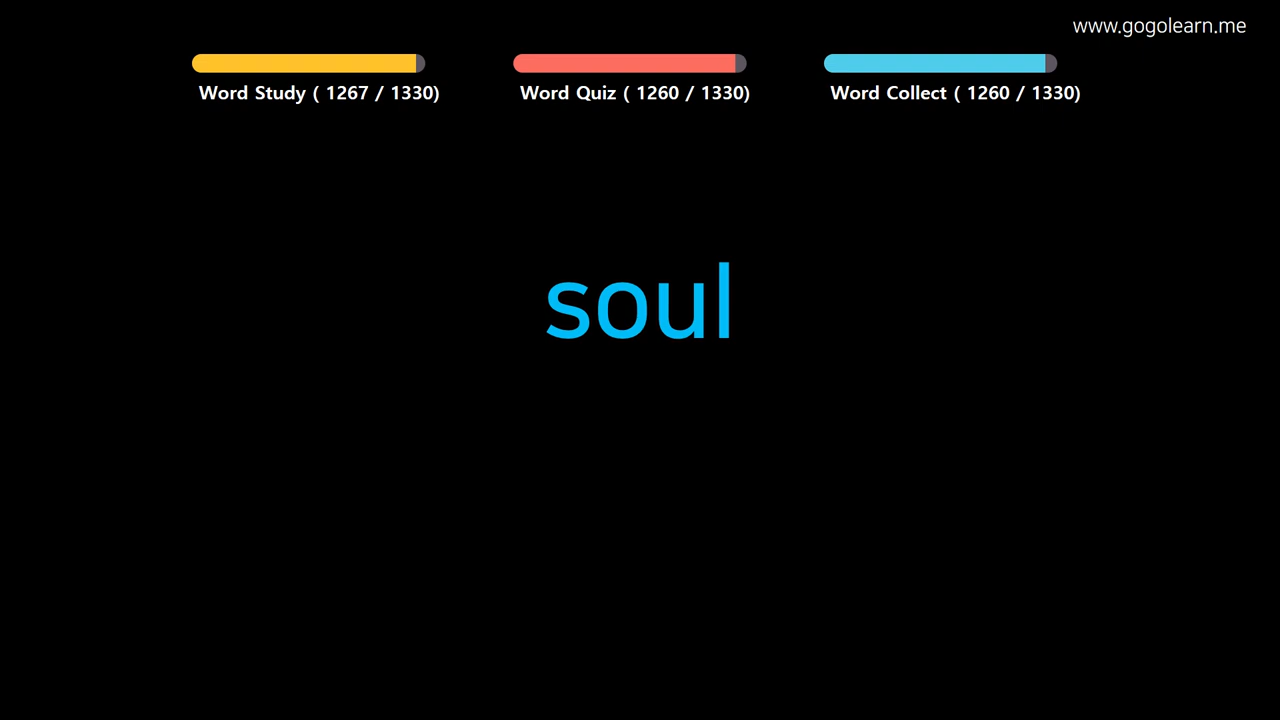 www.gogolearn.me
Word Study ( 1267 / 1330)
Word Quiz ( 1260 / 1330)
Word Collect ( 1260 / 1330)
soul